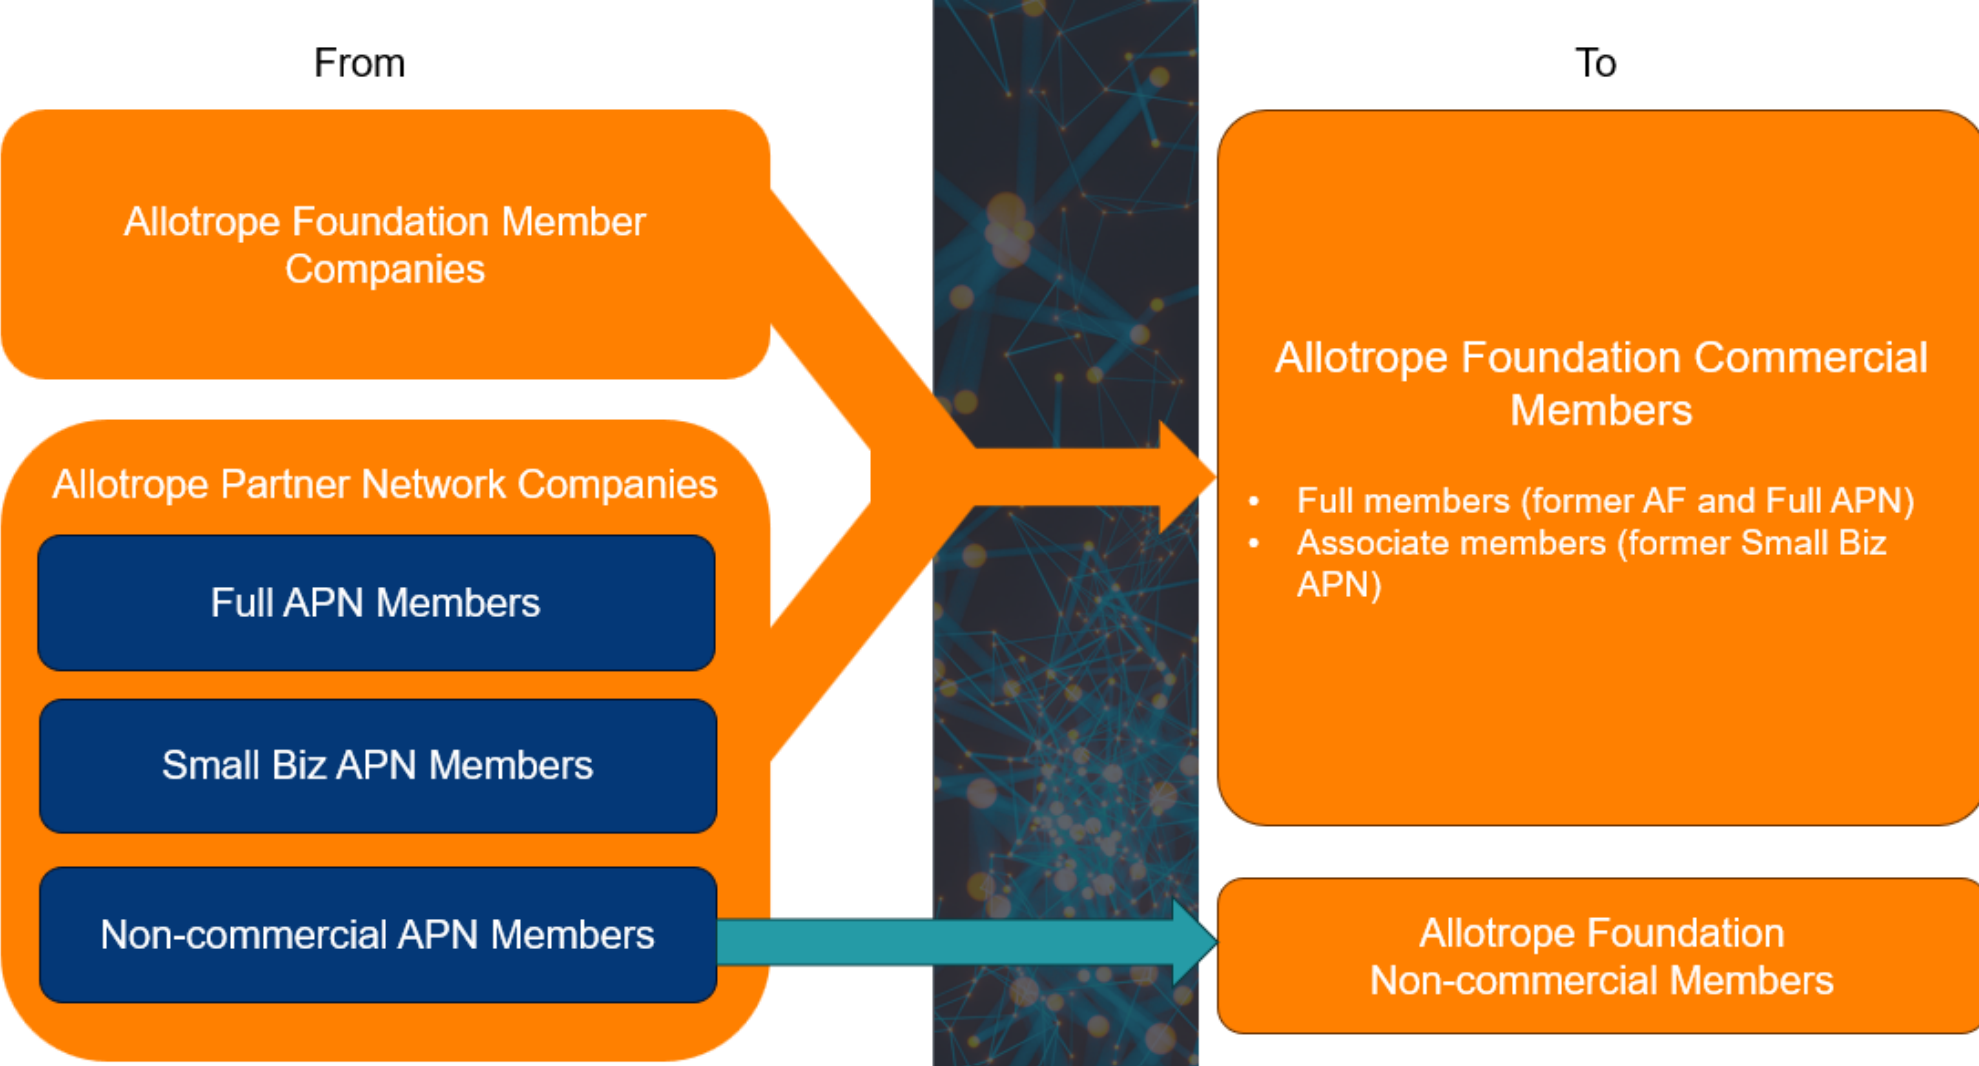 From
To
Allotrope Foundation Member
Companies
Allotrope Partner Network Companies
Full APN Members
Small Biz APN Members
Non-commercial APN Members
Allotrope Foundation Commercial
Members
• Full members (former AF and Full APN)
• Associate members (former Small Biz
APN)
Allotrope Foundation
Non-commercial Members